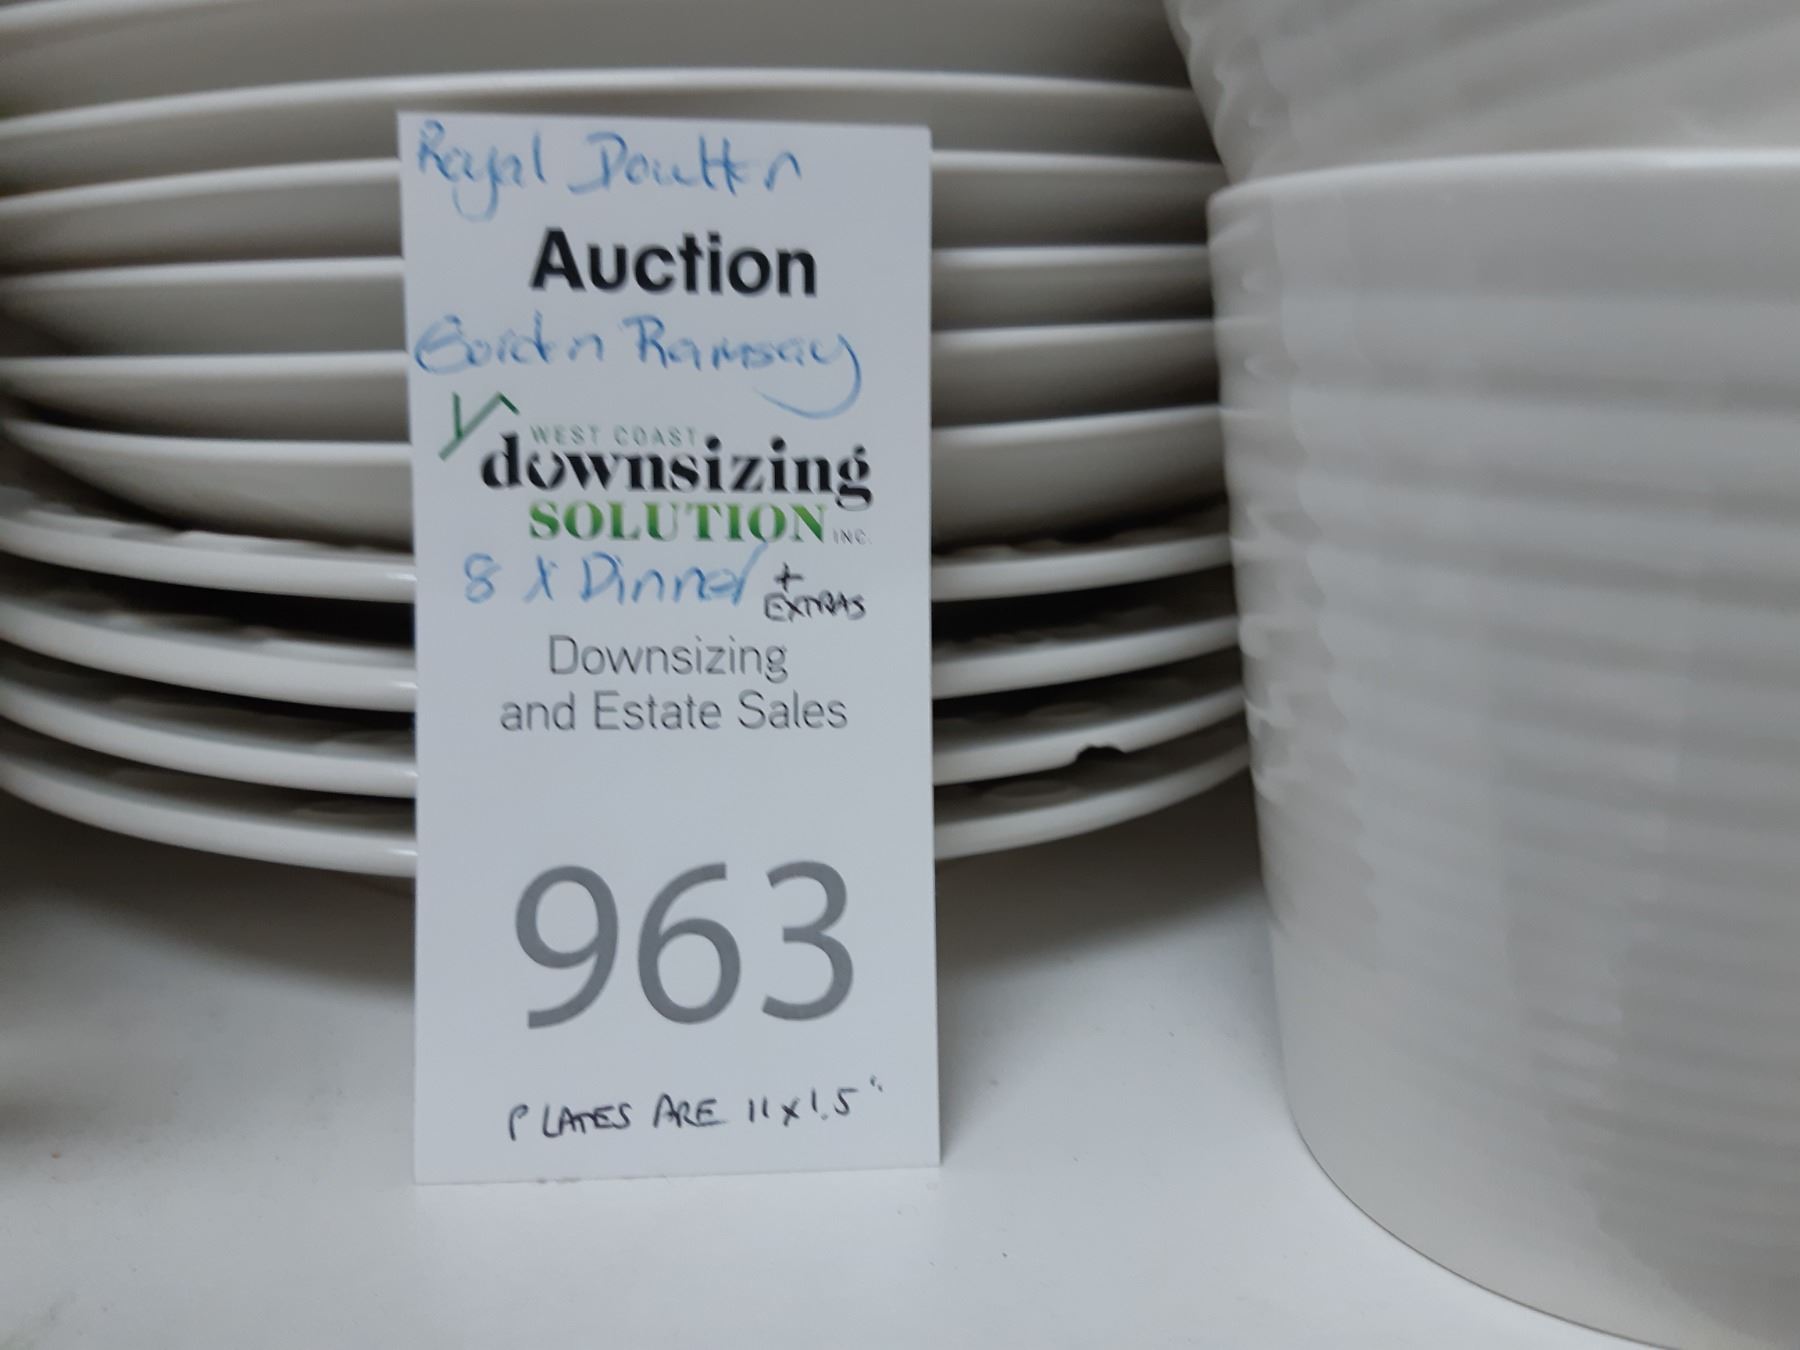 Royal Doulton
Auction
Gordon Ramsay
WEST COAST
downsizing
SOLUTION INC.
8 X Dinner +
EXTRAS
Downsizing
and Estate Sales
963
PLATES ARE 11 x 1.5"